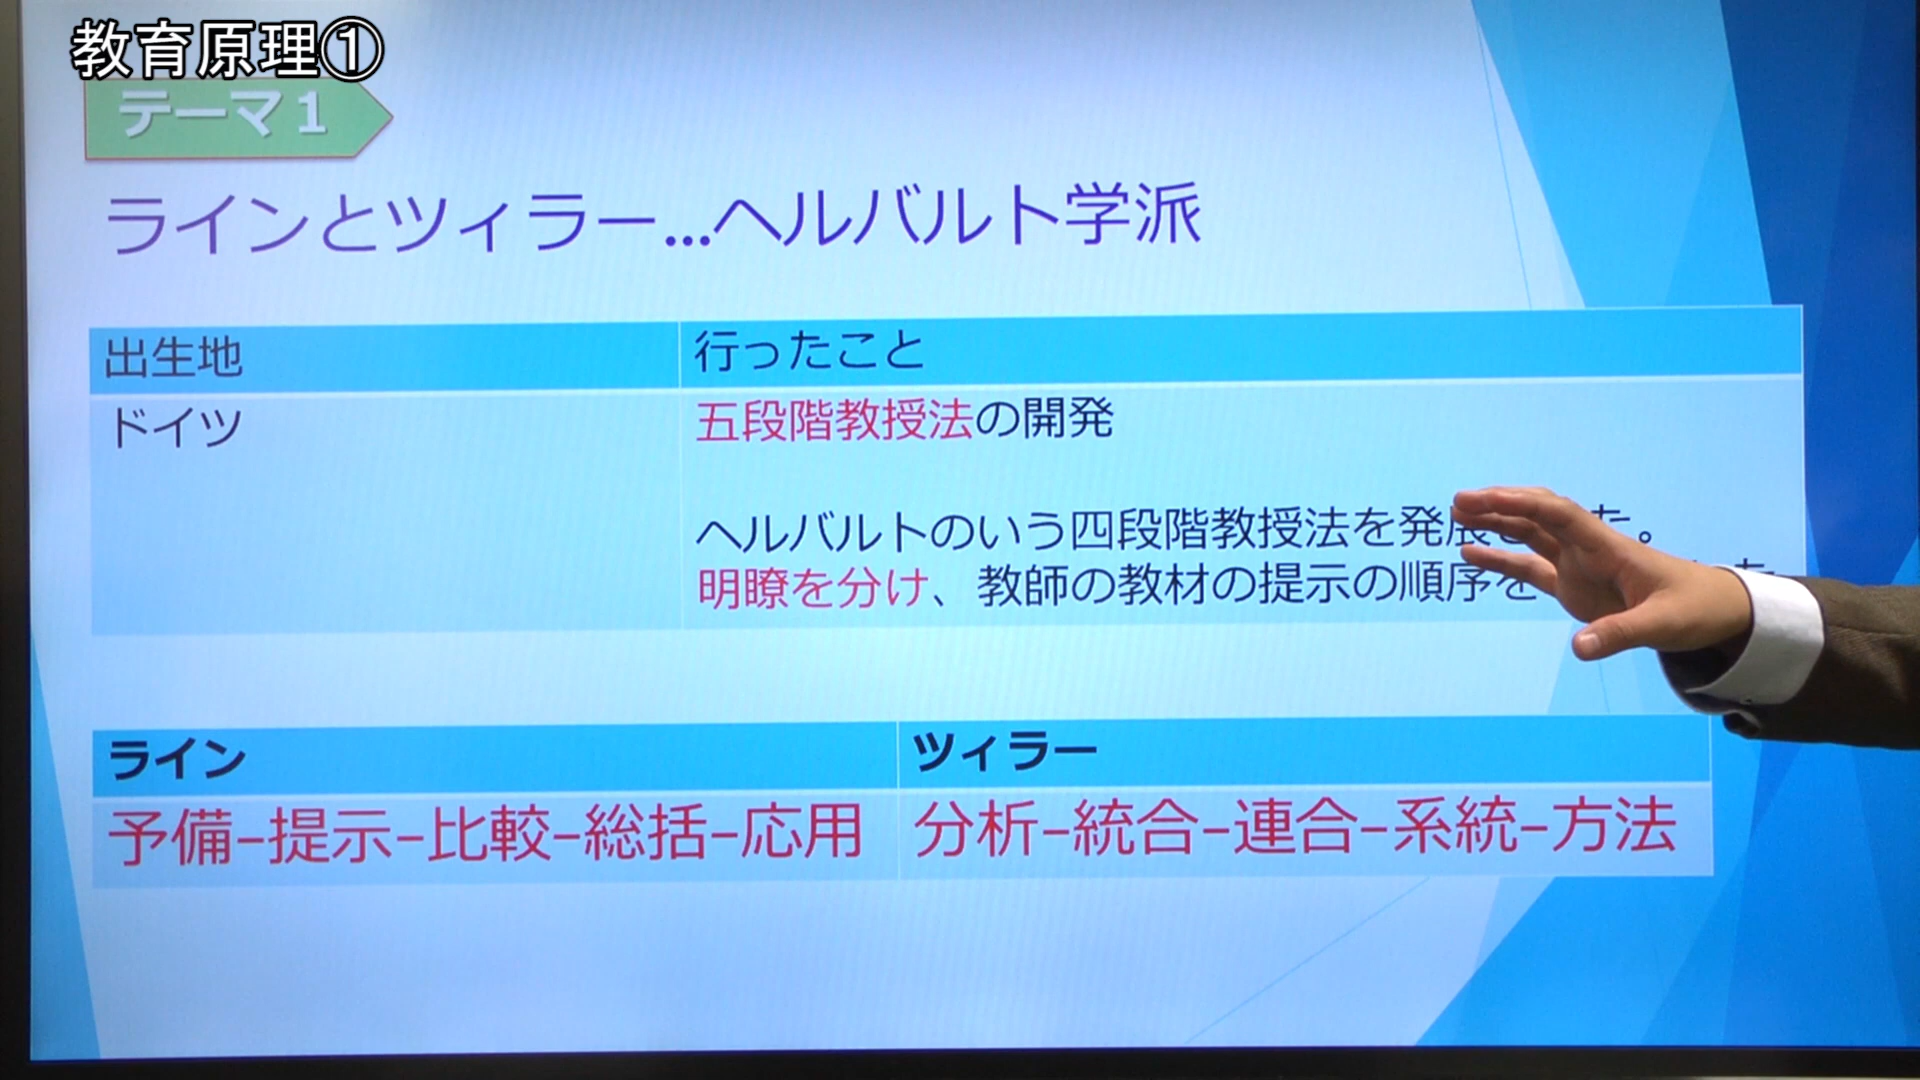 教育原理①
テーマ1
ラインとツィラー…ヘルバルト学派
出生地
行ったこと
ドイツ
五段階教授法の開発
ヘルバルトのいう四段階教授法を発展した。
明瞭を分け、教師の教材の提示の順序を
ライン
ツィラー
予備–提示–比較–総括–応用
分析–統合–連合–系統–方法